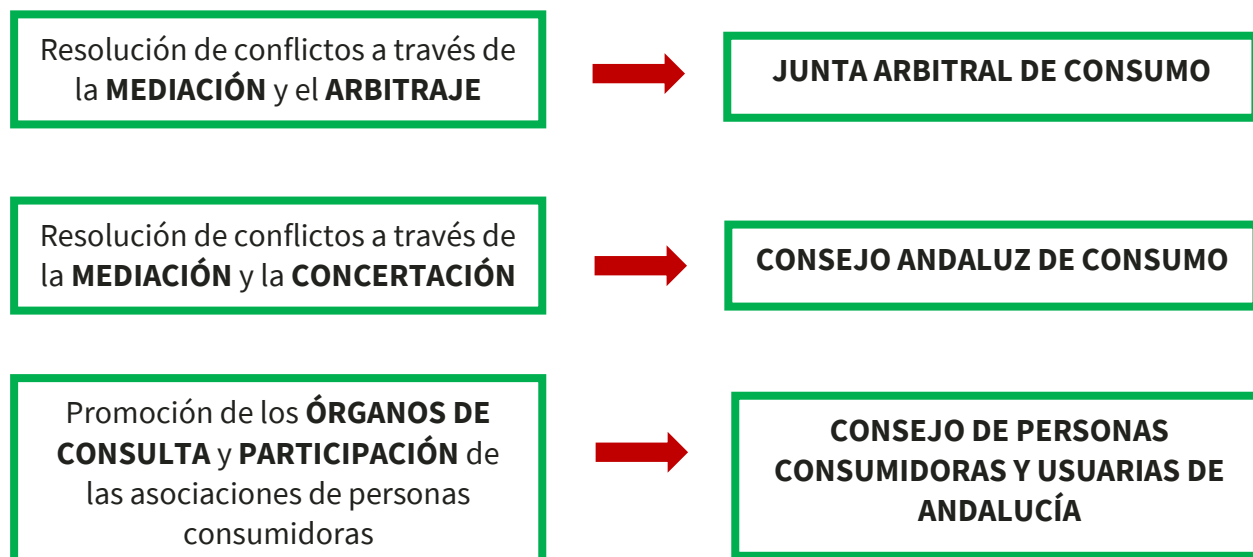 Resolución de conflictos a través de
la MEDIACIÓN y el ARBITRAJE
JUNTA ARBITRAL DE CONSUMO
Resolución de conflictos a través de
la MEDIACIÓN y la CONCERTACIÓN
CONSEJO ANDALUZ DE CONSUMO
Promoción de los ÓRGANOS DE
CONSULTA y PARTICIPACIÓN de
las asociaciones de personas
consumidoras
CONSEJO DE PERSONAS
CONSUMIDORAS Y USUARIAS DE
ANDALUCÍA